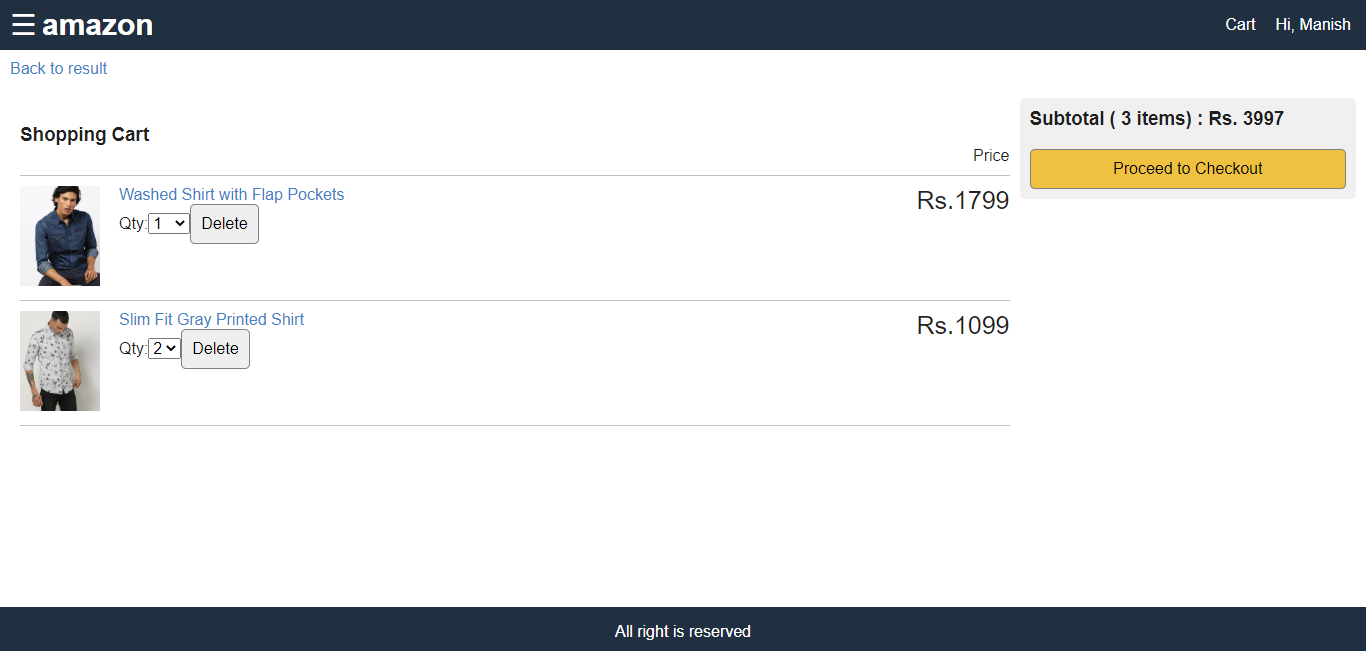 ☰ amazon
Cart Hi, Manish
Back to result
Shopping Cart
Price
Washed Shirt with Flap Pockets
Qty: 1 Delete
Rs.1799
Slim Fit Gray Printed Shirt
Qty: 2 Delete
Rs.1099
Subtotal ( 3 items) : Rs. 3997
Proceed to Checkout
All right is reserved